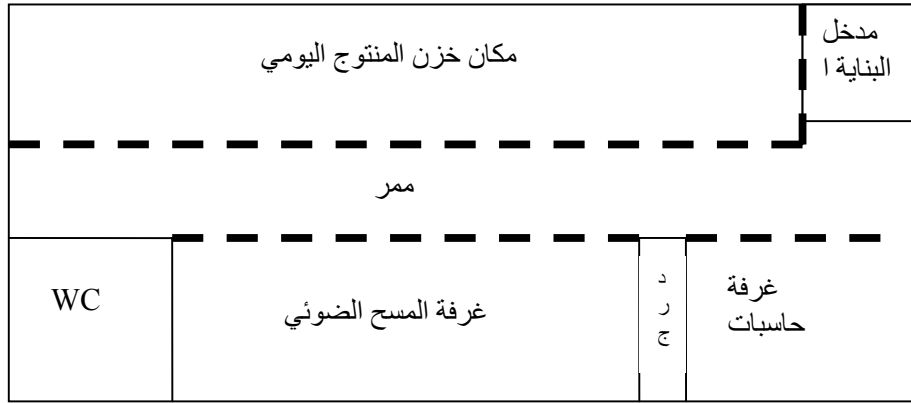 مدخل
البناية ا
مكان خزن المنتوج اليومي
ممر
غرفة
حاسبات
د
ر
ج
غرفة المسح الضوئي
WC